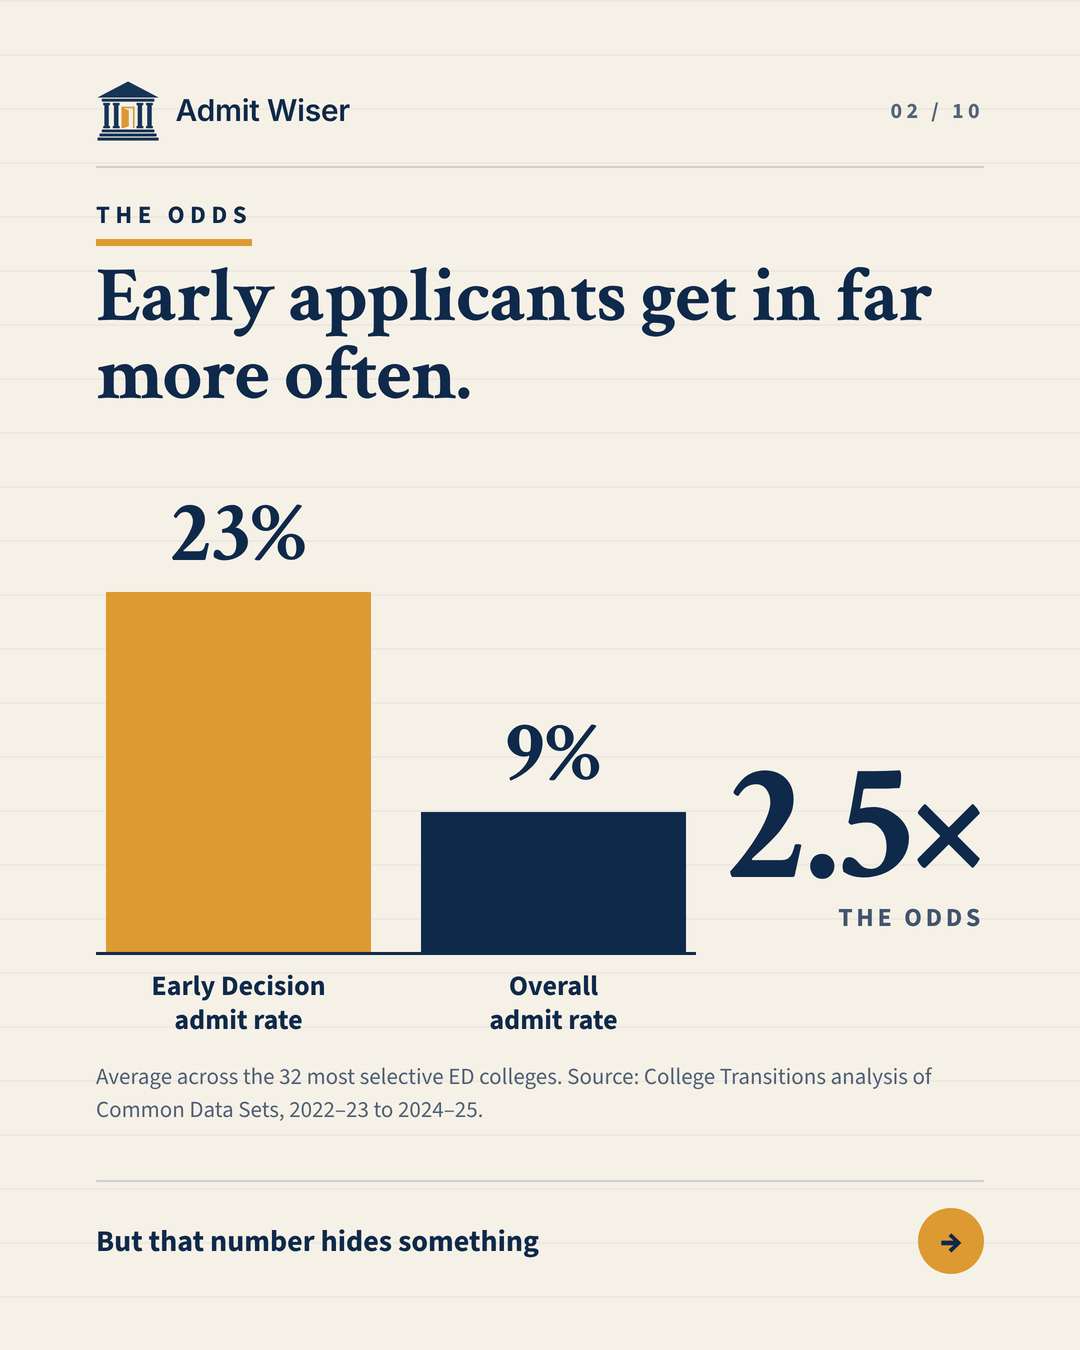 Admit Wiser
02 / 10
THE ODDS
Early applicants get in far
more often.
23%
9%
2.5×
THE ODDS
Early Decision
admit rate
Overall
admit rate
Average across the 32 most selective ED colleges. Source: College Transitions analysis of
Common Data Sets, 2022–23 to 2024–25.
But that number hides something